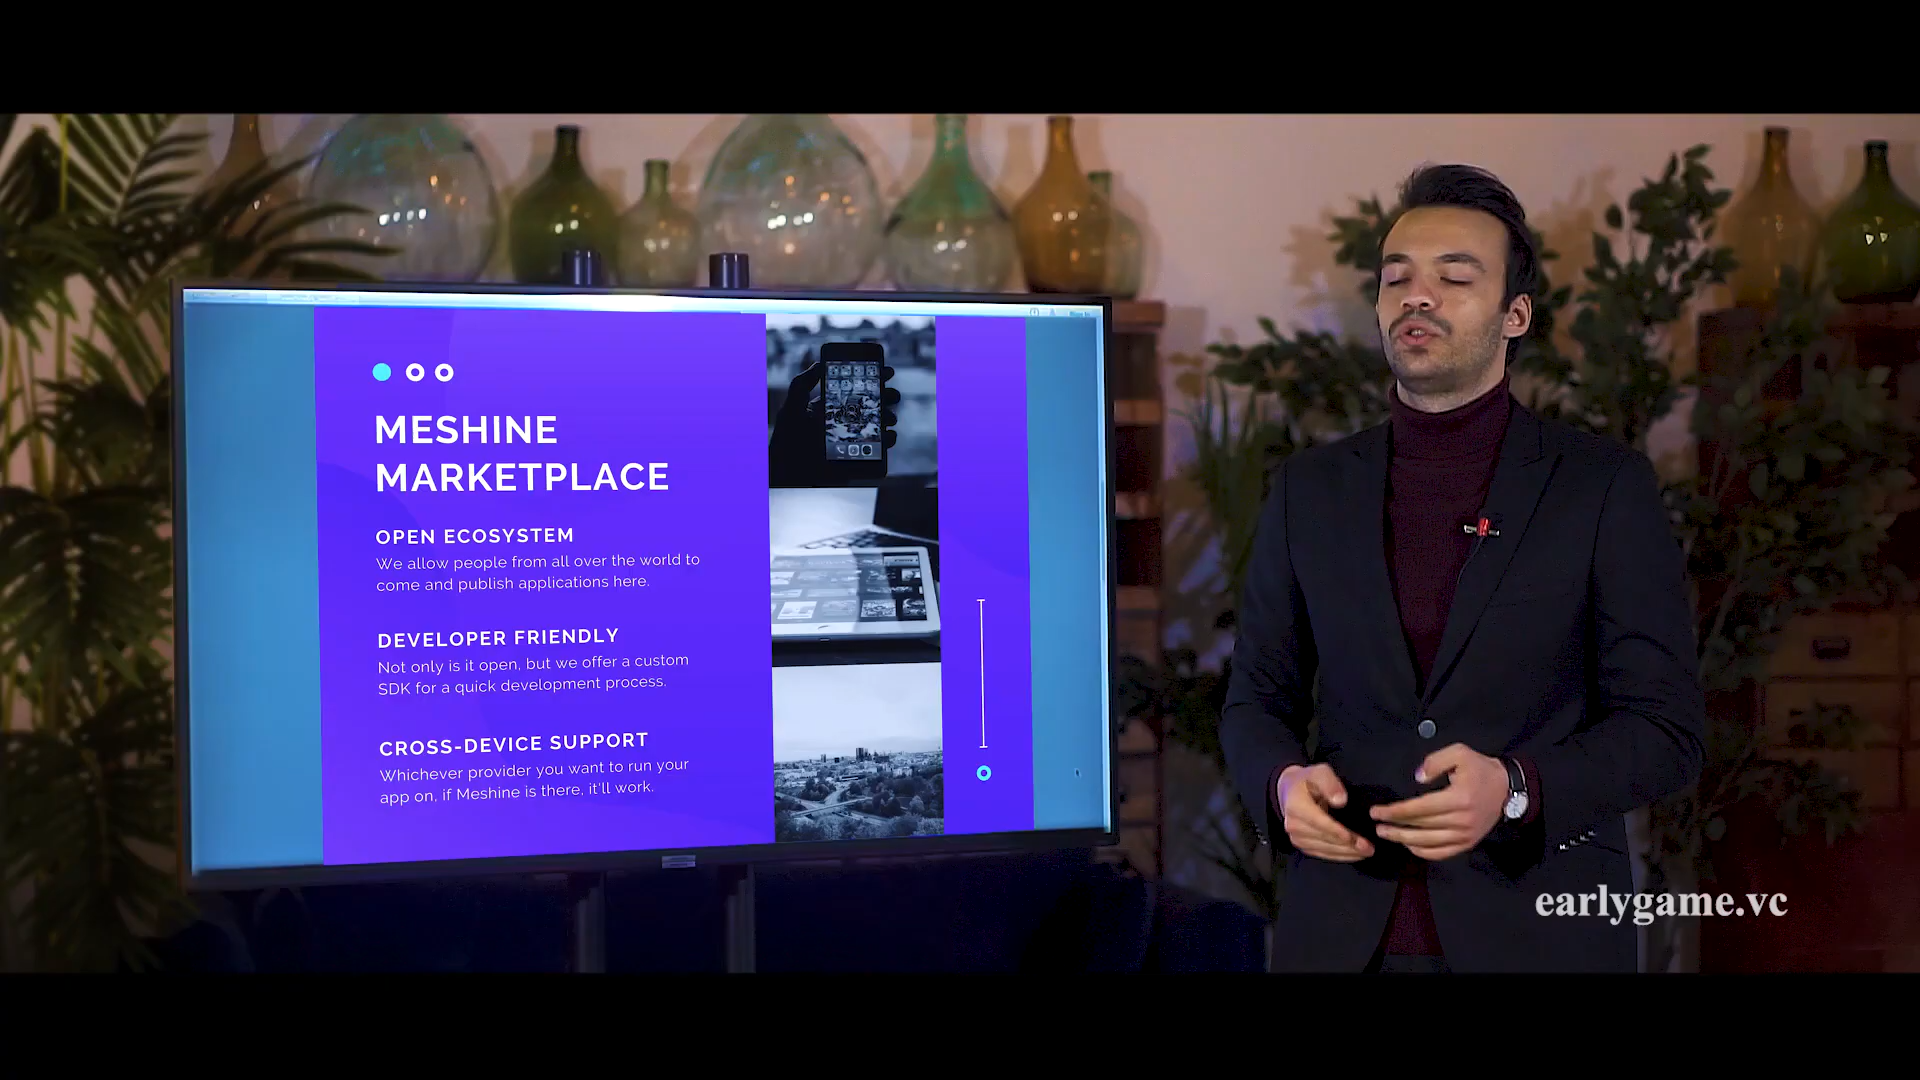 MESHINE
MARKETPLACE
OPEN ECOSYSTEM
We allow people from all over the world to
come and publish applications here.
DEVELOPER FRIENDLY
Not only is it open, but we offer a custom
SDK for a quick development process.
CROSS-DEVICE SUPPORT
Whichever provider you want to run your
app on, if Meshine is there, it'll work.
earlygame.vc